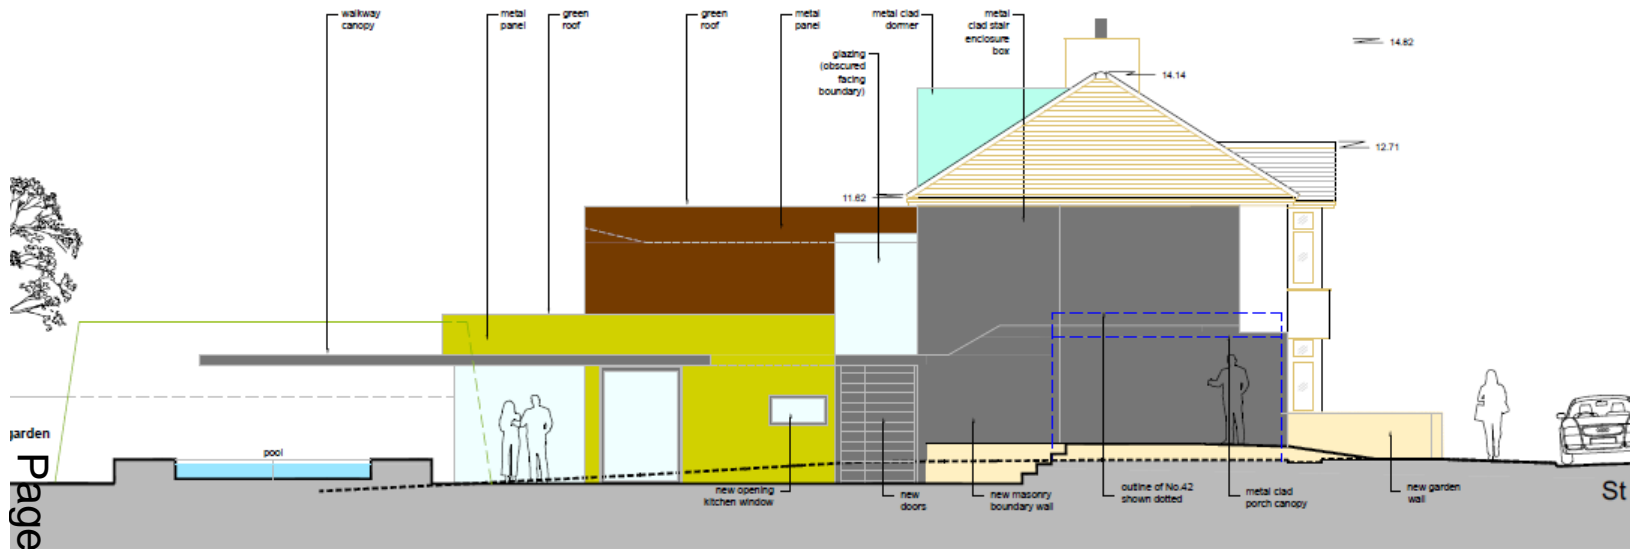 walkway
canopy
metal
panel
green
roof
green
roof
metal
panel
metal clad
dormer
metal
clad stair
enclosure
box
glazing
(obscured
facing
boundary)
14.82
14.14
12.71
11.62
garden
pool
Page
new opening
kitchen window
new
doors
new masonry
boundary wall
outline of No.42
shown dotted
metal clad
porch canopy
new garden
wall
St